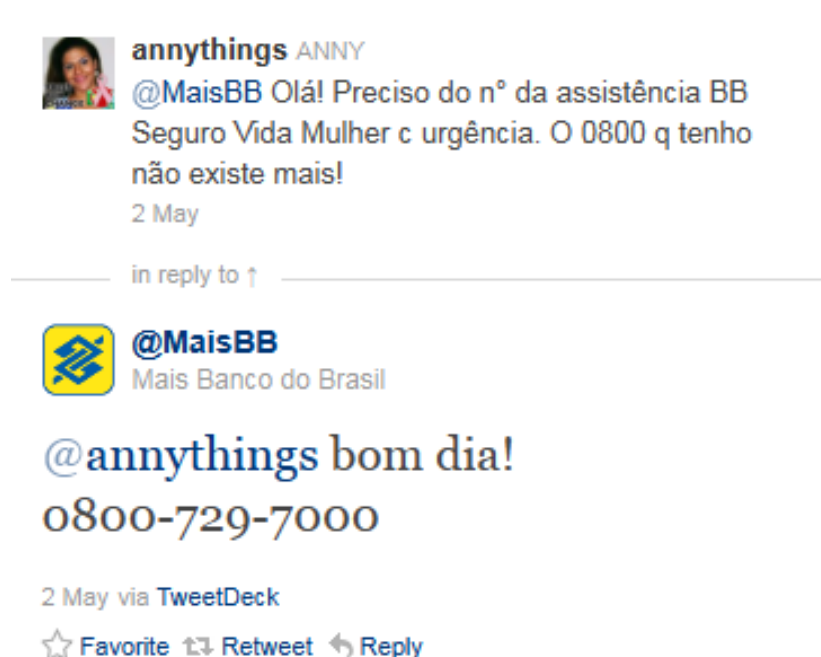 annythings ANNY
@MaisBB Olá! Preciso do n° da assistência BB
Seguro Vida Mulher c urgência. O 0800 q tenho
não existe mais!
2 May
in reply to ↑
@MaisBB
Mais Banco do Brasil
@annythings bom dia!
0800-729-7000
2 May via TweetDeck
Favorite Retweet Reply